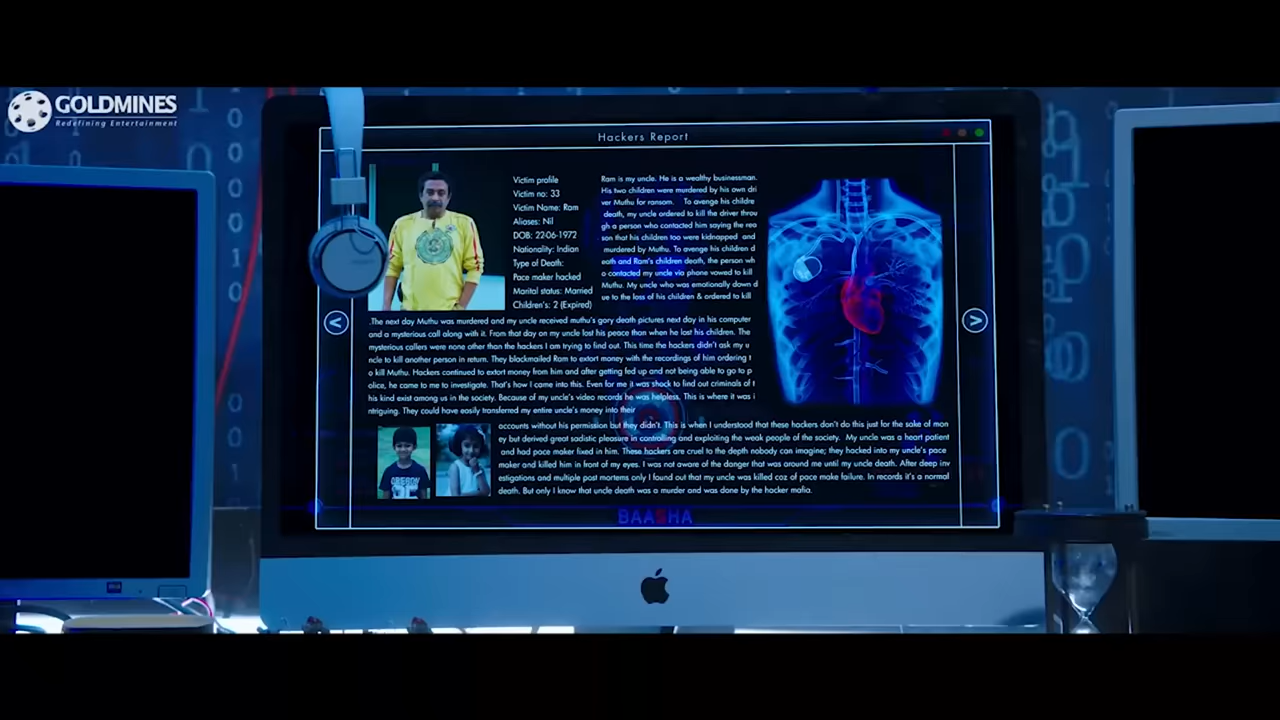 GOLDMINES
Redefining Entertainment
Hackers Report
Victim profile
Victim no: 33
Victim Name: Ram
Aliases: Nil
DOB: 22-06-1972
Nationality: Indian
Type of Death:
Pace maker hacked
Marital status: Married
Children's: 2 (Expired)
Ram is my uncle. He is a wealthy businessman.
His two children were murdered by his own dri
ver Muthu for ransom. To avenge his childre
death, my uncle ordered to kill the driver throu
gh a person who contacted him saying the rea
son that his children too were kidnapped and
murdered by Muthu. To avenge his children d
eath and Ram's children death, the person wh
o contacted my uncle via phone vowed to kill
Muthu. My uncle who was emotionally down d
ue to the loss of his children & ordered to kill
.The next day Muthu was murdered and my uncle received muthu's gory death pictures next day in his computer
and a mysterious call along with it. From that day on my uncle lost his peace than when he lost his children. The
mysterious callers were none other than the hackers I am trying to find out. This time the hackers didn't ask my u
ncle to kill another person in return. They blackmailed Ram to extort money with the recordings of him ordering t
o kill Muthu. Hackers continued to extort money from him and after getting fed up and not being able to go to p
olice, he came to me to investigate. That's how I came into this. Even for me it was shock to find out criminals of t
his kind exist among us in the society. Because of my uncle's video records he was helpless. This is where it was i
ntriguing. They could have easily transferred my entire uncle's money into their
accounts without his permission but they didn't. This is when I understood that these hackers don't do this just for the sake of mon
ey but derived great sadistic pleasure in controlling and exploiting the weak people of the society. My uncle was a heart patient
and had pace maker fixed in him. These hackers are cruel to the depth nobody can imagine; they hacked into my uncle's pace
maker and killed him in front of my eyes. I was not aware of the danger that was around me until my uncle death. After deep inv
estigations and multiple post mortems only I found out that my uncle was killed coz of pace make failure. In records it's a normal
death. But only I know that uncle death was a murder and was done by the hacker mafia.
BAASHA